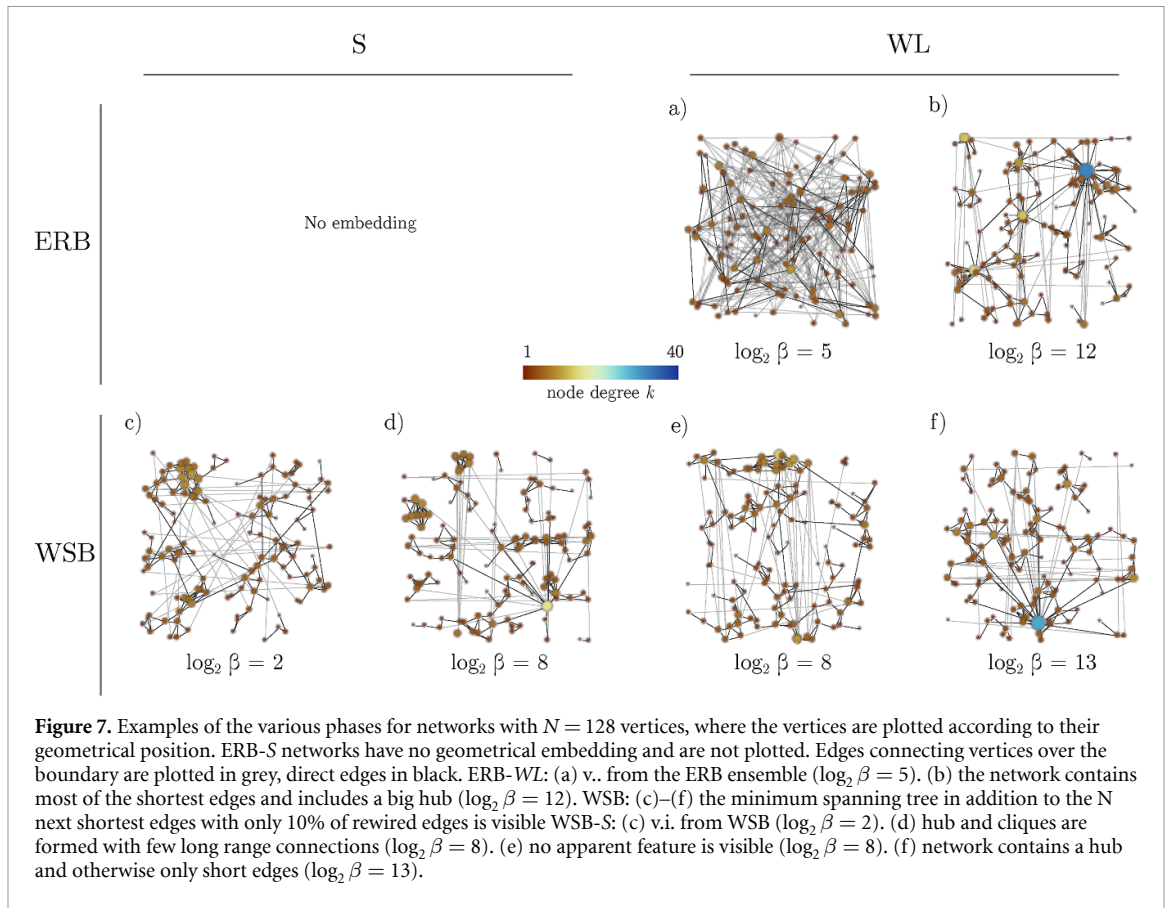 S
WL
a)
b)
ERB
No embedding
log₂ β = 5
log₂ β = 12
1
40
node degree k
c)
d)
e)
f)
WSB
log₂ β = 2
log₂ β = 8
log₂ β = 8
log₂ β = 13
Figure 7. Examples of the various phases for networks with N = 128 vertices, where the vertices are plotted according to their
geometrical position. ERB-S networks have no geometrical embedding and are not plotted. Edges connecting vertices over the
boundary are plotted in grey, direct edges in black. ERB-WL: (a) v.. from the ERB ensemble (log₂ β = 5). (b) the network contains
most of the shortest edges and includes a big hub (log₂ β = 12). WSB: (c)–(f) the minimum spanning tree in addition to the N
next shortest edges with only 10% of rewired edges is visible WSB-S: (c) v.i. from WSB (log₂ β = 2). (d) hub and cliques are
formed with few long range connections (log₂ β = 8). (e) no apparent feature is visible (log₂ β = 8). (f) network contains a hub
and otherwise only short edges (log₂ β = 13).